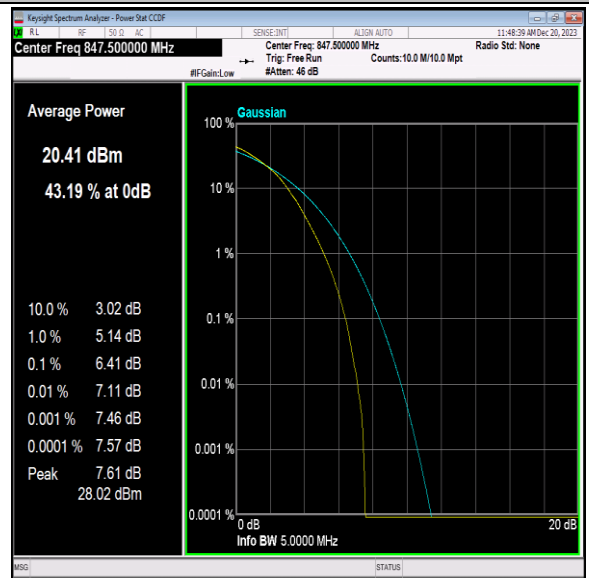 Keysight Spectrum Analyzer - Power Stat CCDF
RL RF 50 Ω AC SENSE:INT ALIGN AUTO 11:48:39 AM Dec 20, 2023
Center Freq 847.500000 MHz Center Freq: 847.500000 MHz Radio Std: None
Trig: Free Run Counts:10.0 M/10.0 Mpt
#IFGain:Low #Atten: 46 dB
Average Power
20.41 dBm
43.19 % at 0dB
10.0 % 3.02 dB
1.0 % 5.14 dB
0.1 % 6.41 dB
0.01 % 7.11 dB
0.001 % 7.46 dB
0.0001 % 7.57 dB
Peak 7.61 dB
28.02 dBm
Gaussian
100 %
10 %
1 %
0.1 %
0.01 %
0.001 %
0.0001 %
0 dB 20 dB
Info BW 5.0000 MHz
MSG STATUS